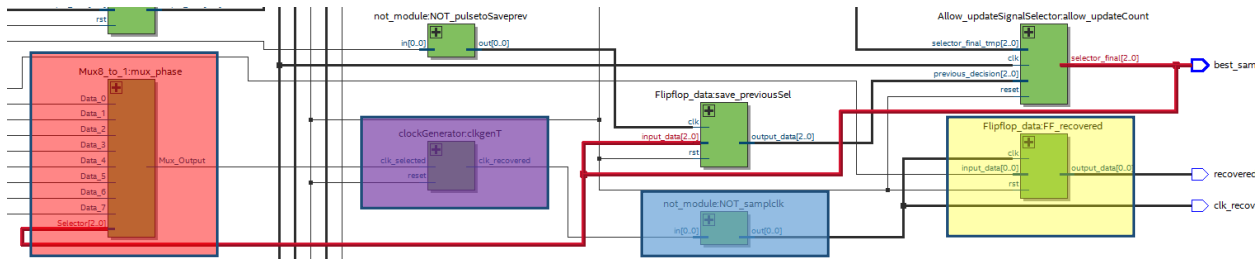 rst
not_module:NOT_pulsetoSaveprev
in[0..0]
out[0..0]
Allow_updateSignalSelector:allow_updateCount
selector_final_tmp[2..0]
clk
previous_decision[2..0]
reset
selector_final[2..0]
best_sam
Mux8_to_1:mux_phase
Data_0
Data_1
Data_2
Data_3
Data_4
Data_5
Data_6
Data_7
Selector[2..0]
Mux_Output
clockGenerator:clkgenT
clk_selected
reset
clk_recovered
Flipflop_data:save_previousSel
clk
input_data[2..0]
rst
output_data[2..0]
not_module:NOT_samplclk
in[0..0]
out[0..0]
Flipflop_data:FF_recovered
clk
input_data[0..0]
rst
output_data[0..0]
recovered
clk_recov